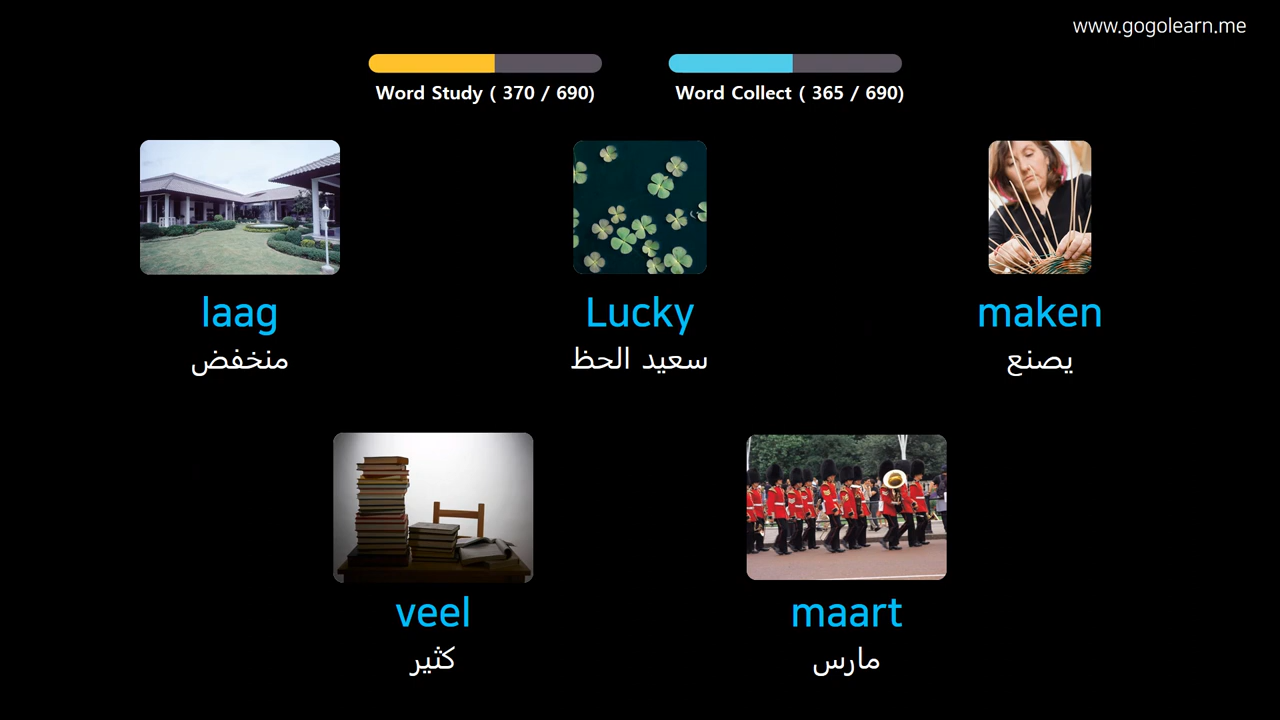 www.gogolearn.me
Word Study ( 370 / 690)
Word Collect ( 365 / 690)
laag
منخفض
Lucky
سعيد الحظ
maken
يصنع
veel
كثير
maart
مارس